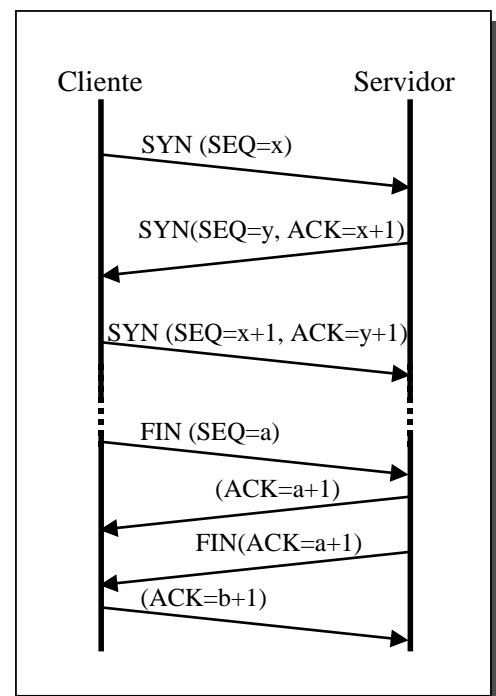 Cliente Servidor
SYN (SEQ=x)
SYN(SEQ=y, ACK=x+1)
SYN (SEQ=x+1, ACK=y+1)
FIN (SEQ=a)
(ACK=a+1)
FIN(ACK=a+1)
(ACK=b+1)